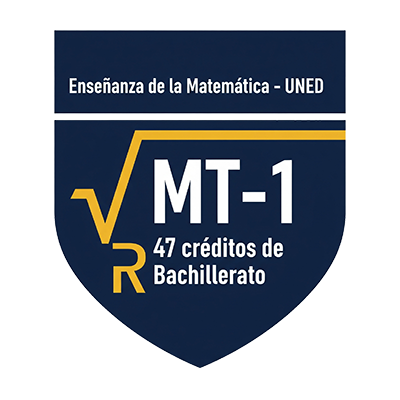 Enseñanza de la Matemática - UNED
MT-1
47 créditos de
Bachillerato
R